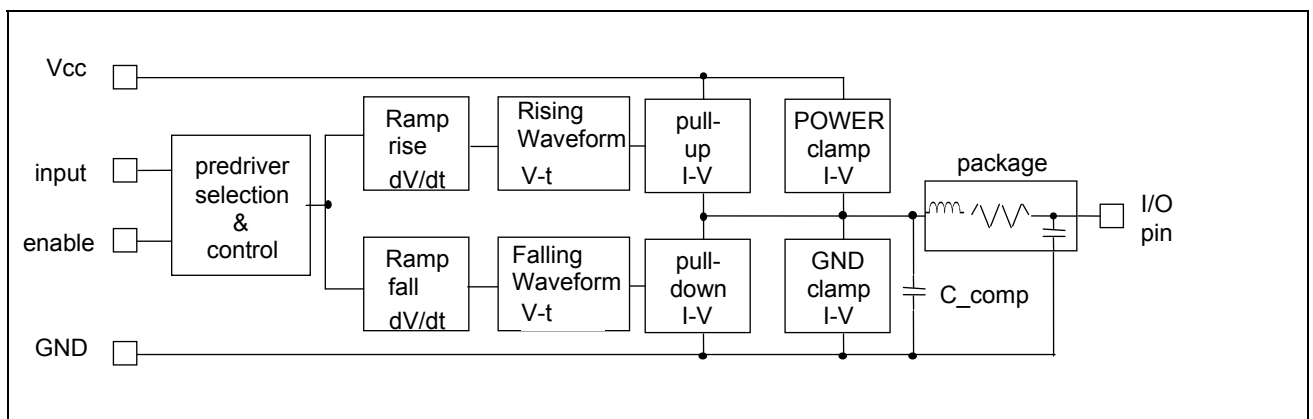 Vcc
input
enable
GND
predriver
selection
&
control
Ramp
rise
dV/dt
Rising
Waveform
V-t
pull-
up
I-V
POWER
clamp
I-V
package
I/O
pin
Ramp
fall
dV/dt
Falling
Waveform
V-t
pull-
down
I-V
GND
clamp
I-V
C_comp